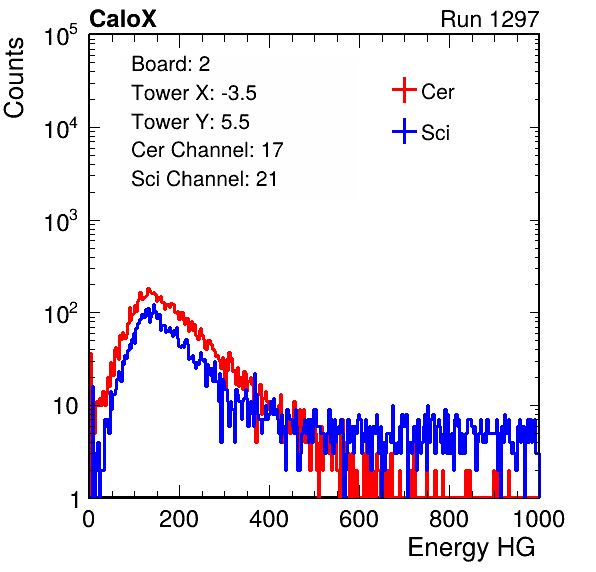 CaloX Run 1297
Counts
Board: 2
Tower X: -3.5
Tower Y: 5.5
Cer Channel: 17
Sci Channel: 21
Cer
Sci
10^5
10^4
10^3
10^2
10
1
0 200 400 600 800 1000
Energy HG